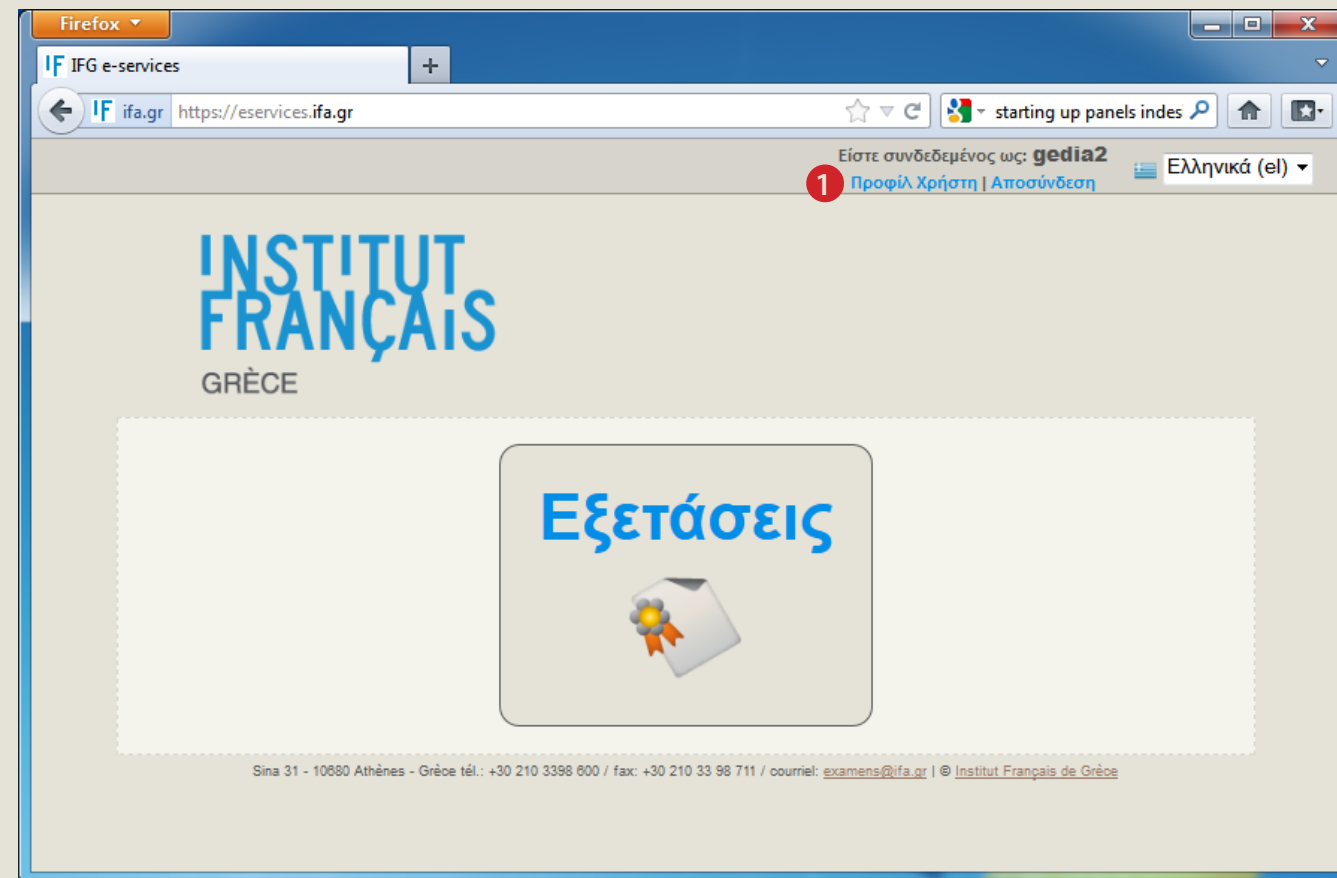 Firefox
IFG e-services
ifa.gr https://eservices.ifa.gr
starting up panels indes
Είστε συνδεδεμένος ως: gedia2
Ελληνικά (el)
1 Προφίλ Χρήστη | Αποσύνδεση
INSTITUT
FRANÇAIS
GRÈCE
Εξετάσεις
Sina 31 - 10680 Athènes - Grèce tél.: +30 210 3398 600 / fax: +30 210 33 98 711 / courriel: examens@ifa.gr | © Institut Français de Grèce